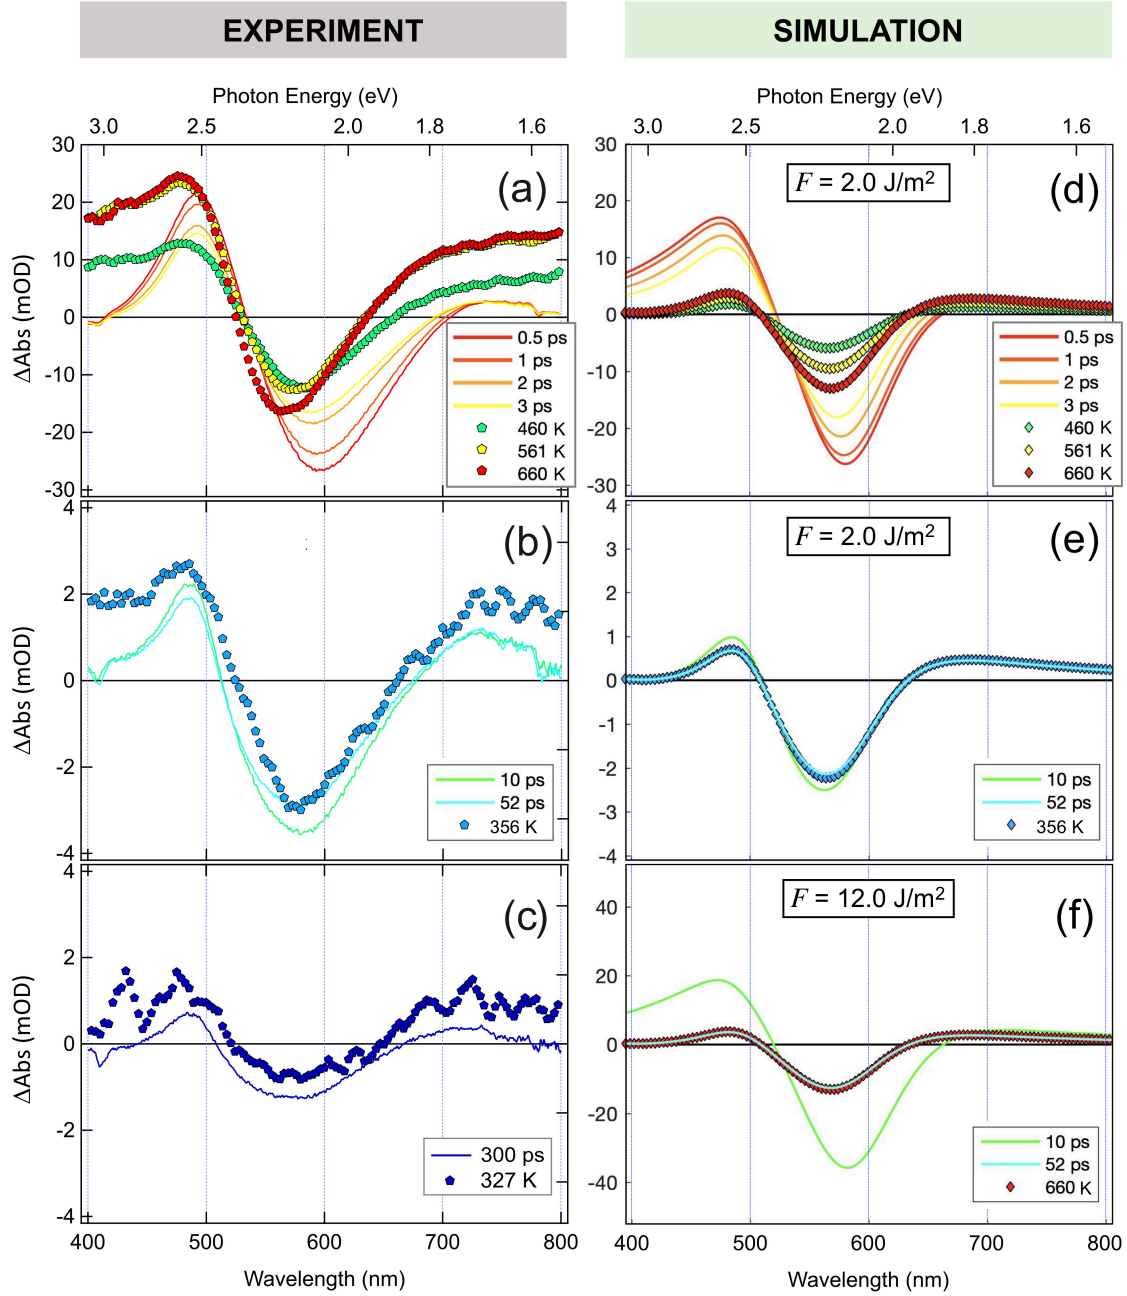 EXPERIMENT
SIMULATION
Photon Energy (eV)
3.0 2.5 2.0 1.8 1.6
30
20
10
0
-10
-20
-30
ΔAbs (mOD)
(a)
0.5 ps
1 ps
2 ps
3 ps
460 K
561 K
660 K
4
2
0
-2
-4
ΔAbs (mOD)
(b)
10 ps
52 ps
356 K
4
2
0
-2
-4
ΔAbs (mOD)
(c)
300 ps
327 K
400 500 600 700 800
Wavelength (nm)
Photon Energy (eV)
3.0 2.5 2.0 1.8 1.6
30
20
10
0
-10
-20
-30
F = 2.0 J/m²
(d)
0.5 ps
1 ps
2 ps
3 ps
460 K
561 K
660 K
4
3
2
1
0
-1
-2
-3
-4
F = 2.0 J/m²
(e)
10 ps
52 ps
356 K
40
20
0
-20
-40
F = 12.0 J/m²
(f)
10 ps
52 ps
660 K
400 500 600 700 800
Wavelength (nm)